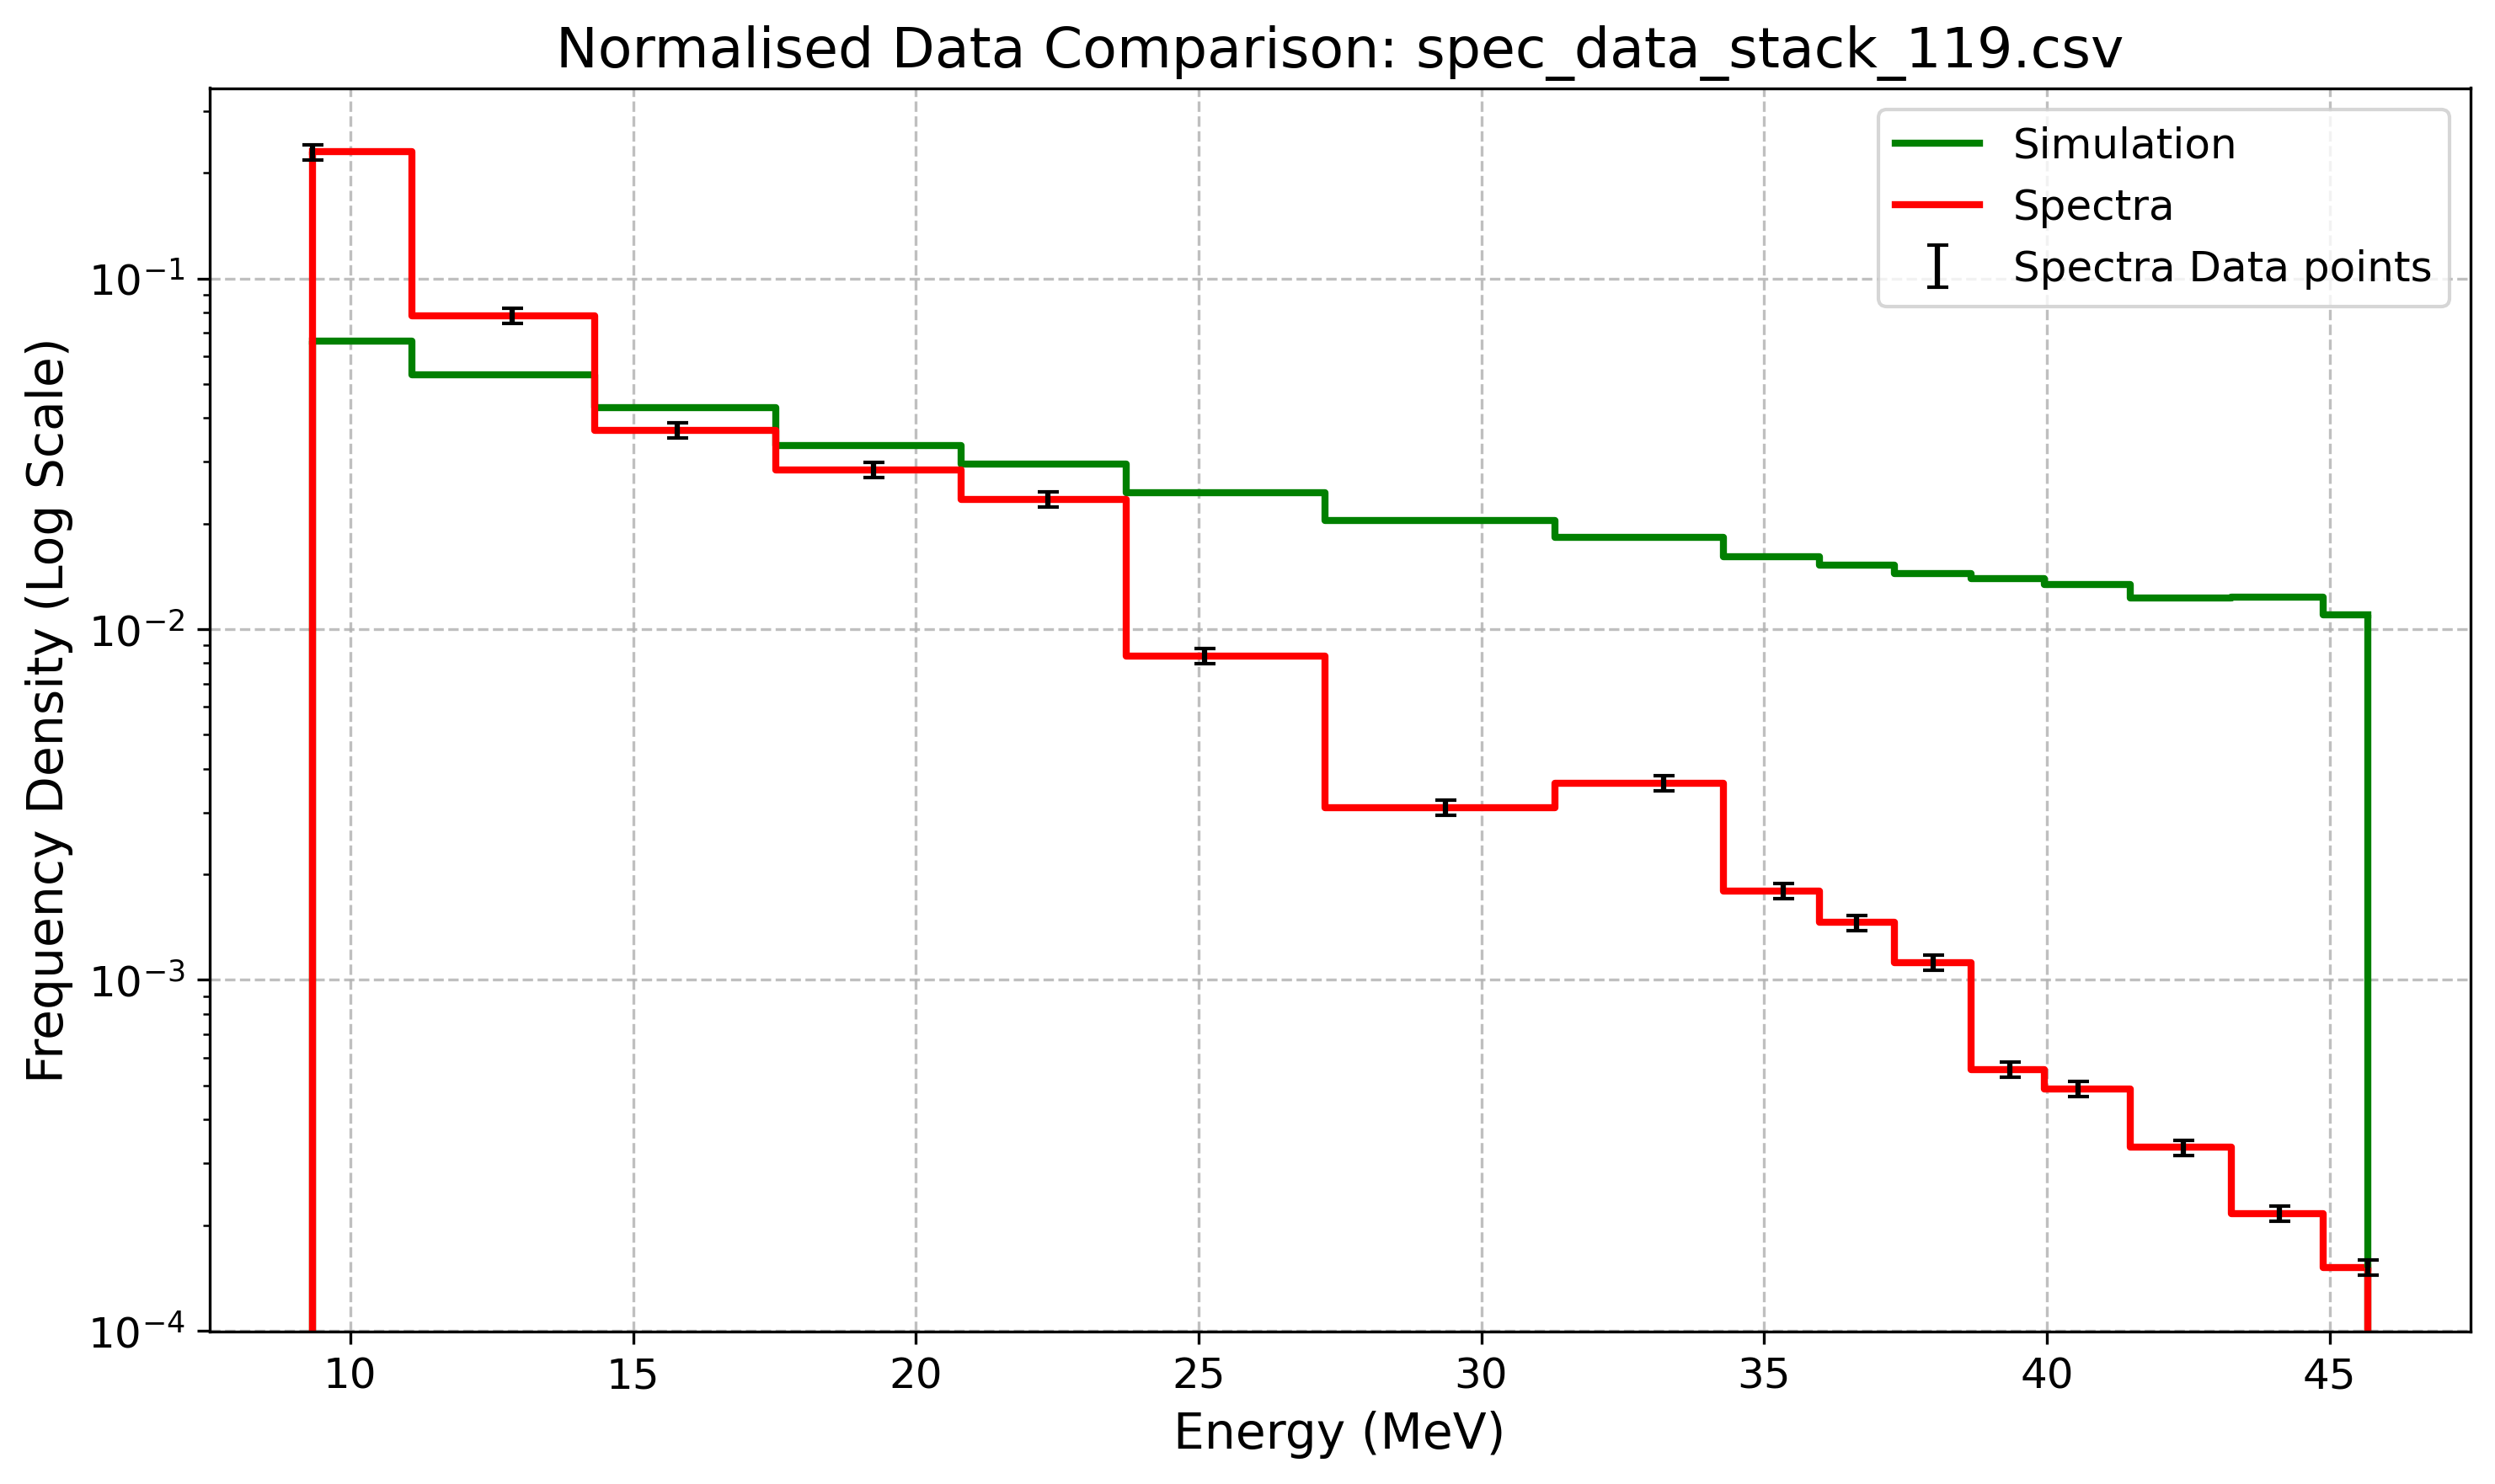 Normalised Data Comparison: spec_data_stack_119.csv
Simulation
Spectra
Spectra Data points
Frequency Density (Log Scale)
10⁻¹
10⁻²
10⁻³
10⁻⁴
10 15 20 25 30 35 40 45
Energy (MeV)